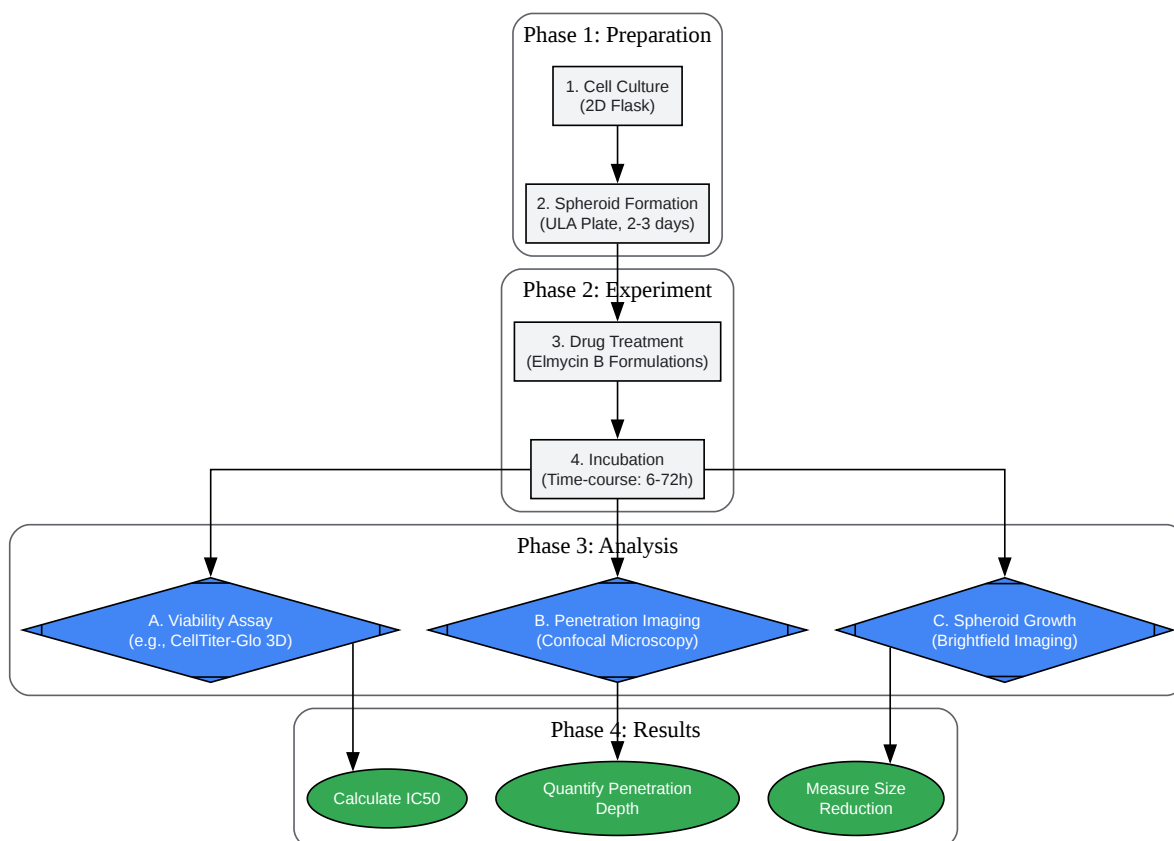 Phase 1: Preparation
1. Cell Culture
(2D Flask)
2. Spheroid Formation
(ULA Plate, 2-3 days)
Phase 2: Experiment
3. Drug Treatment
(Elmycin B Formulations)
4. Incubation
(Time-course: 6-72h)
Phase 3: Analysis
A. Viability Assay
(e.g., CellTiter-Glo 3D)
B. Penetration Imaging
(Confocal Microscopy)
C. Spheroid Growth
(Brightfield Imaging)
Phase 4: Results
Calculate IC50
Quantify Penetration
Depth
Measure Size
Reduction